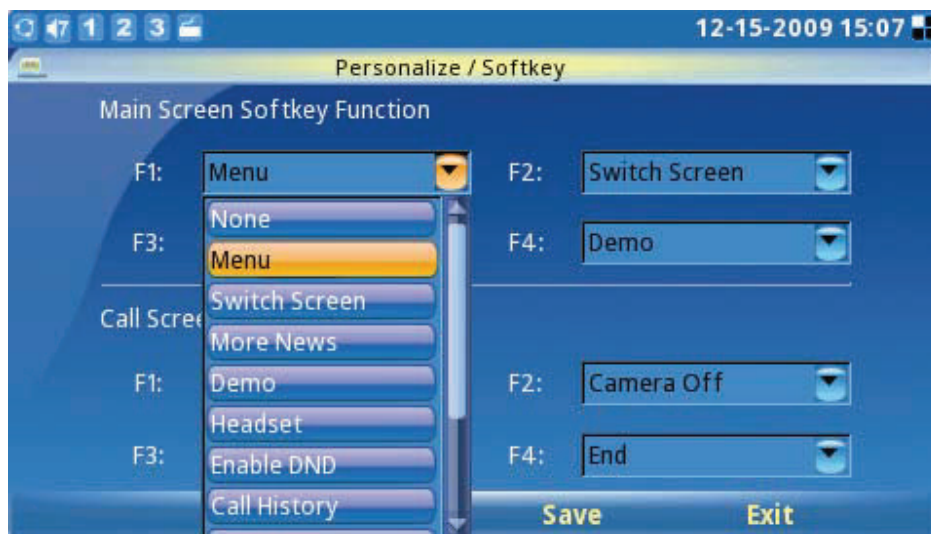 47 1 2 3 12-15-2009 15:07
Personalize / Softkey
Main Screen Softkey Function
F1: Menu F2: Switch Screen
None
F3: F4: Demo
Menu
Switch Screen
Call Scree
More News
F1: Demo F2: Camera Off
Headset
F3: Enable DND F4: End
Call History
Save Exit